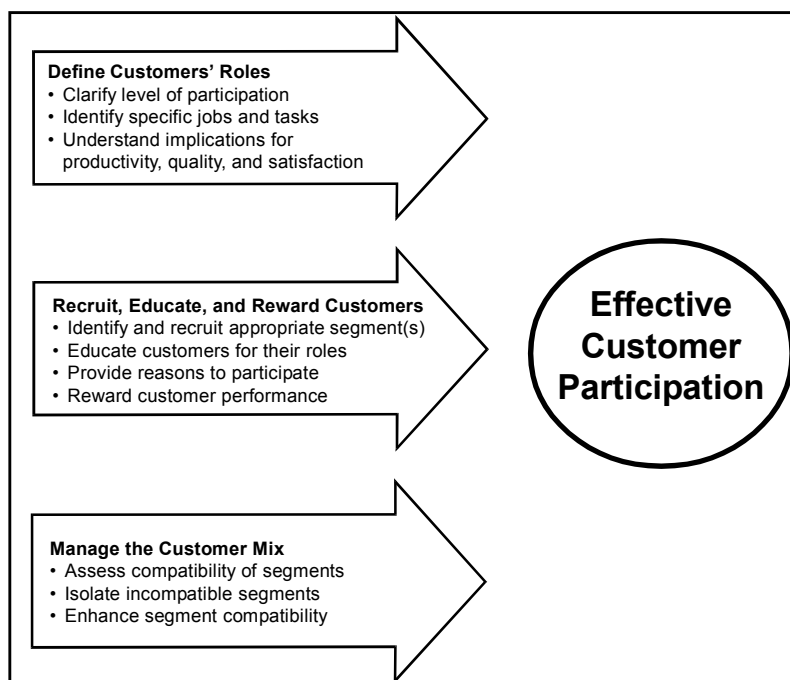 Define Customers’ Roles
• Clarify level of participation
• Identify specific jobs and tasks
• Understand implications for
productivity, quality, and satisfaction
Recruit, Educate, and Reward Customers
• Identify and recruit appropriate segment(s)
• Educate customers for their roles
• Provide reasons to participate
• Reward customer performance
Manage the Customer Mix
• Assess compatibility of segments
• Isolate incompatible segments
• Enhance segment compatibility
Effective
Customer
Participation